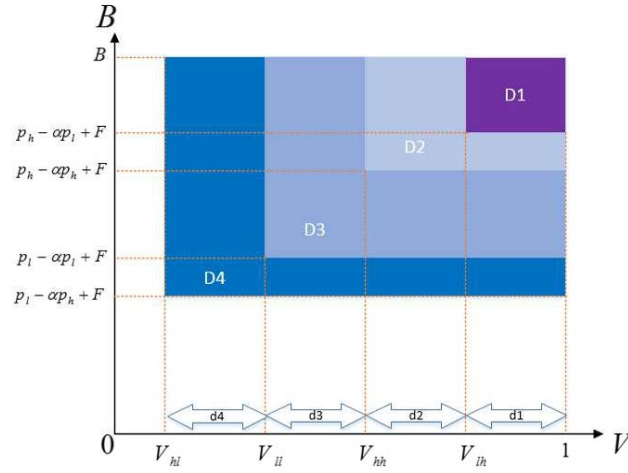 B
B
D1
p_h − αp_l + F
D2
p_h − αp_h + F
D3
p_l − αp_l + F
D4
p_l − αp_h + F
d4 d3 d2 d1
0 V_hl V_ll V_hh V_lh 1 V